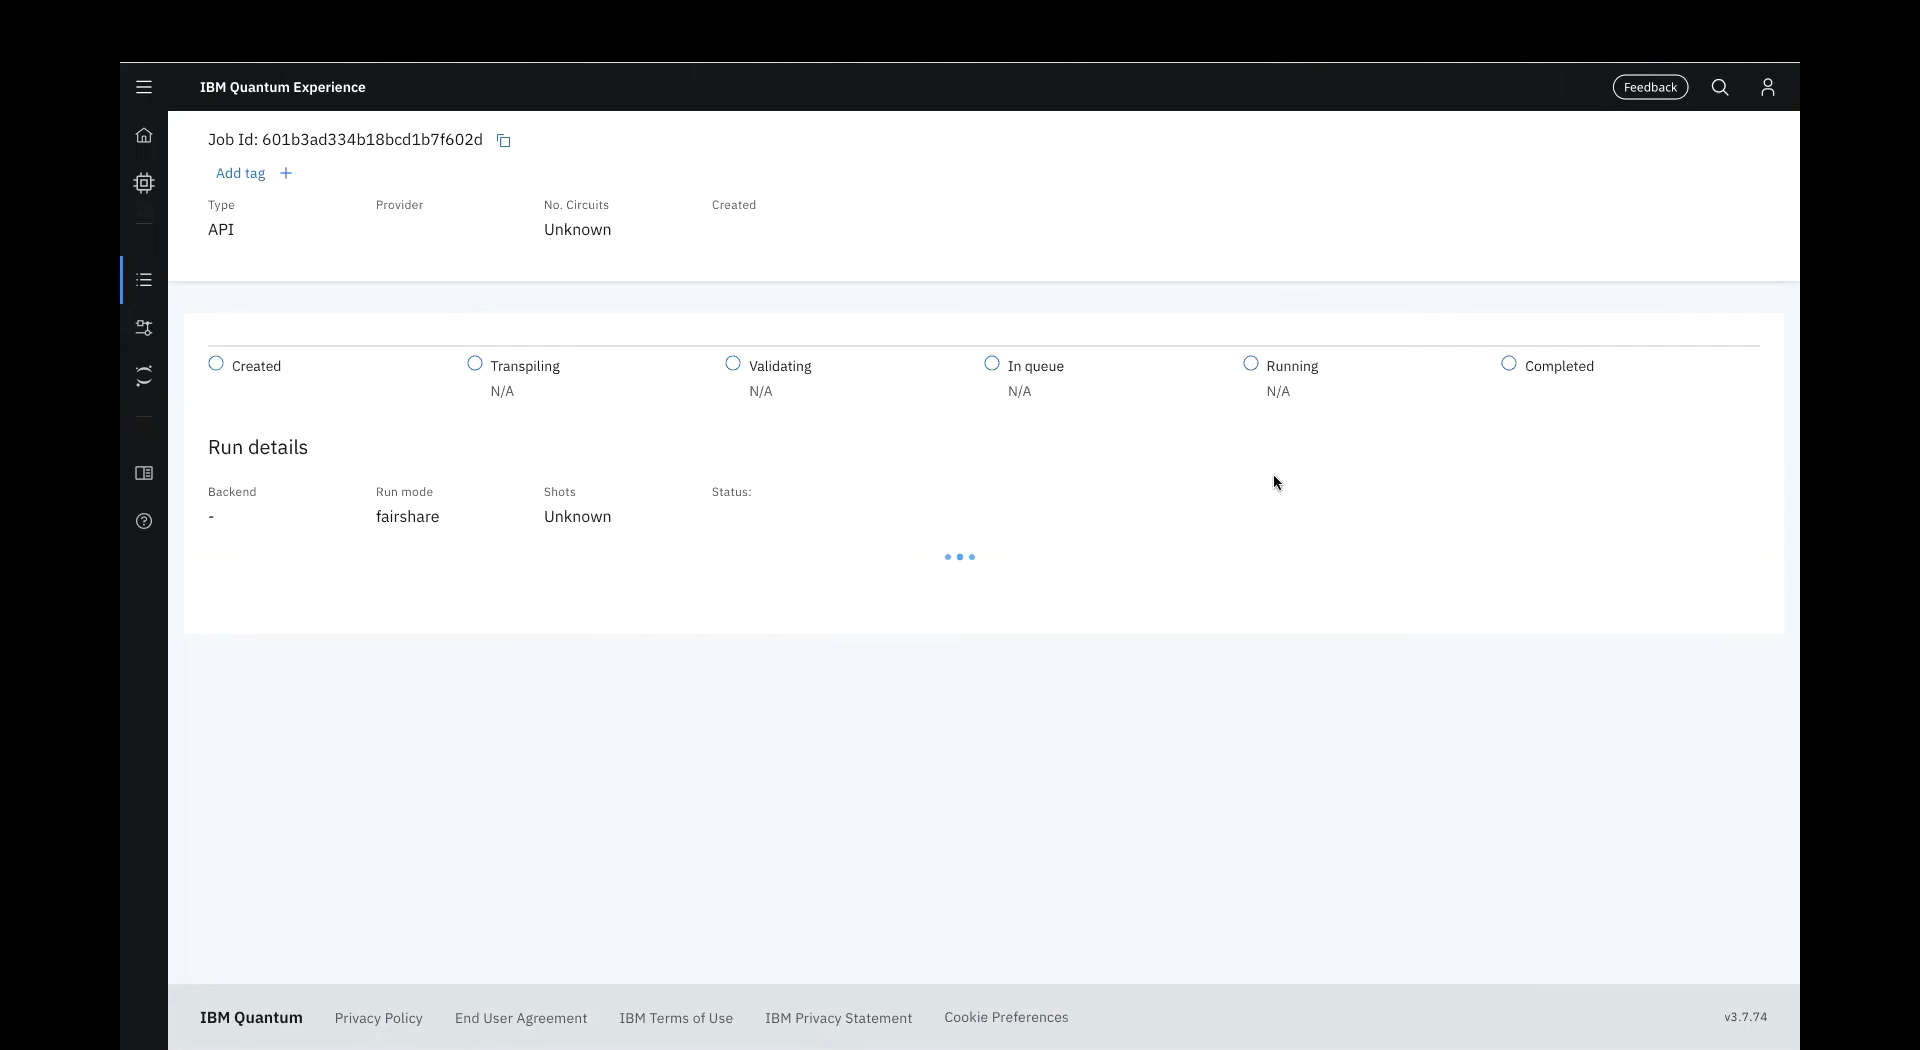 IBM Quantum Experience
Feedback
Job Id: 601b3ad334b18bcd1b7f602d
Add tag +
Type Provider No. Circuits Created
API Unknown
Created Transpiling Validating In queue Running Completed
N/A N/A N/A N/A
Run details
Backend Run mode Shots Status:
- fairshare Unknown
IBM Quantum Privacy Policy End User Agreement IBM Terms of Use IBM Privacy Statement Cookie Preferences v3.7.74